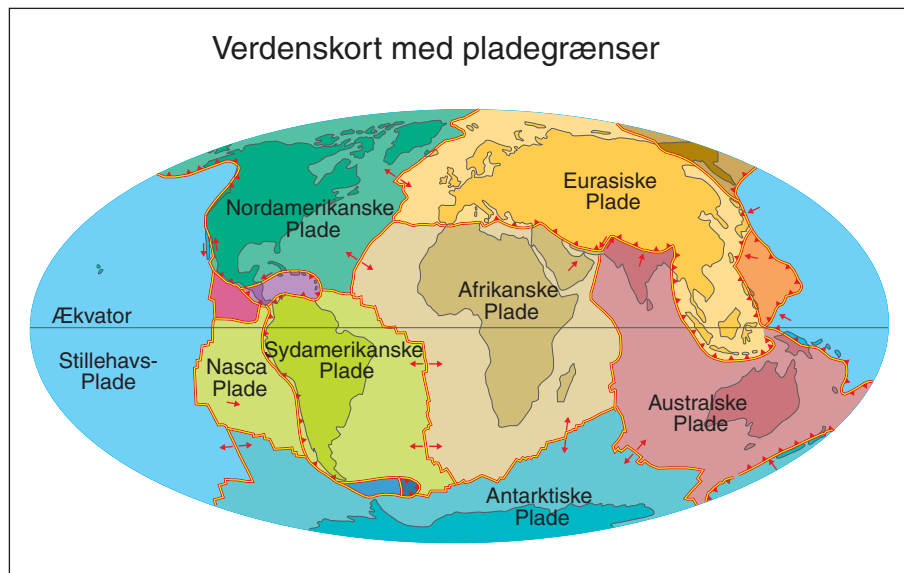 Verdenskort med pladegrænser
Nordamerikanske
Plade
Eurasiske
Plade
Afrikanske
Plade
Ækvator
Stillehavs-
Plade
Nasca
Plade
Sydamerikanske
Plade
Australske
Plade
Antarktiske
Plade